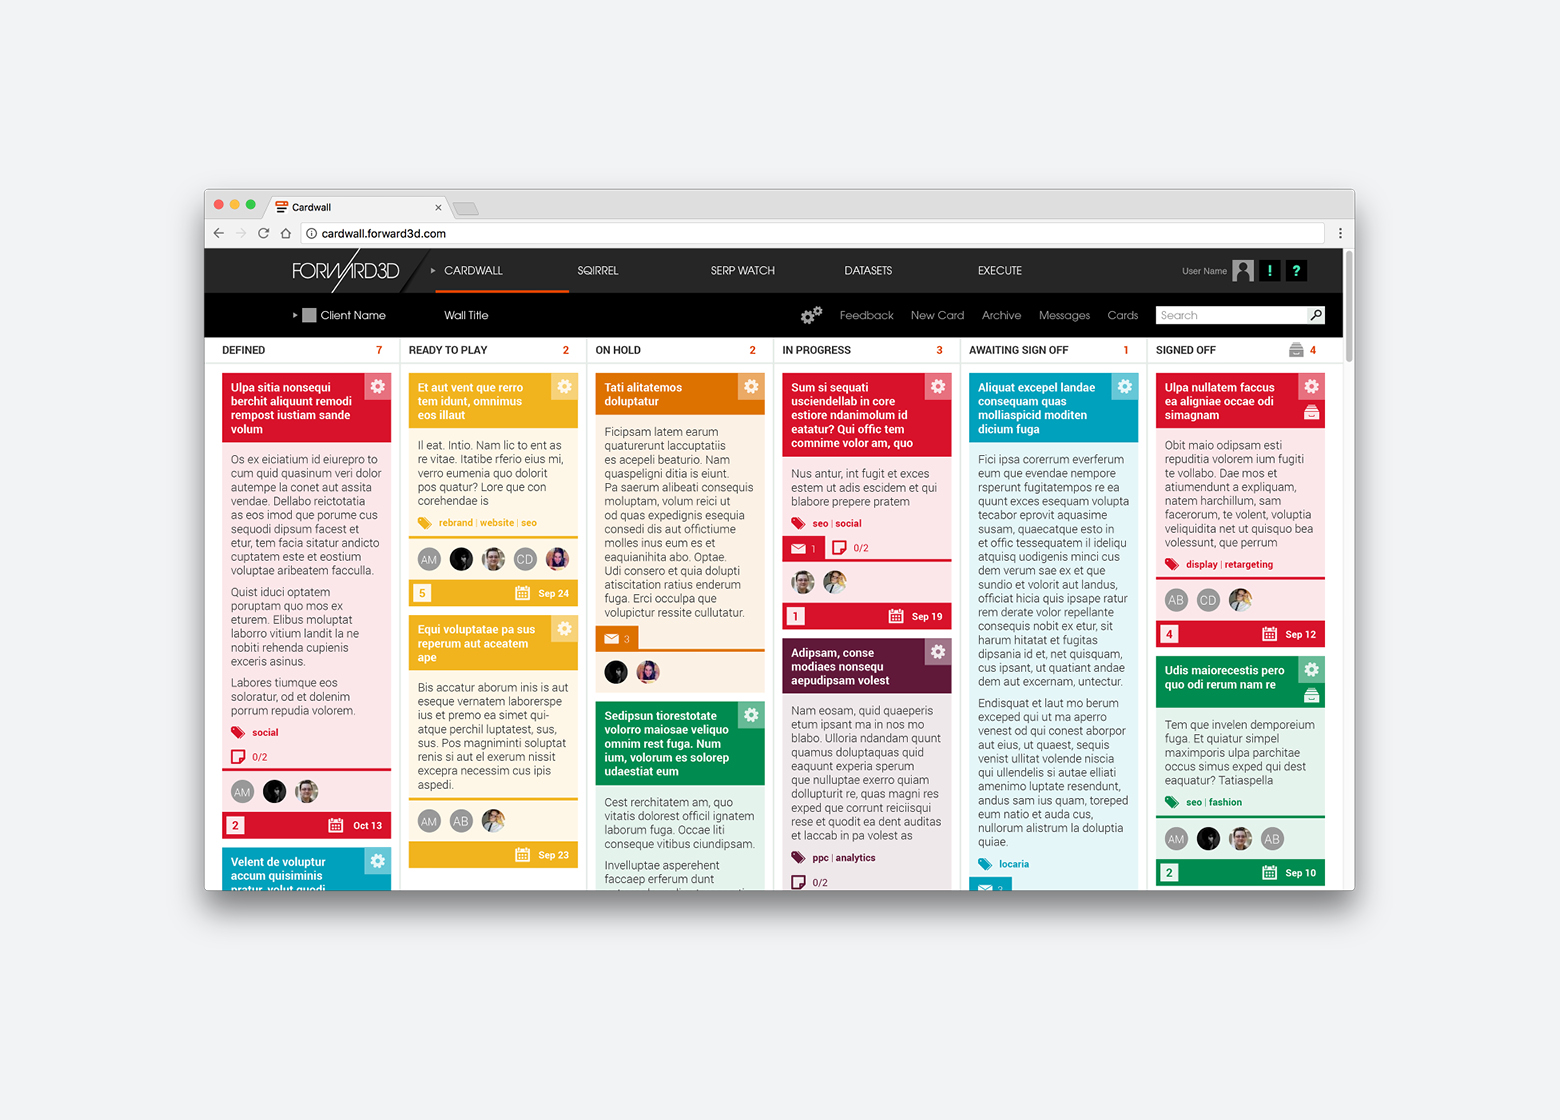 Cardwall
cardwall.forward3d.com
FORWARD3D
CARDWALL
SQIRREL
SERP WATCH
DATASETS
EXECUTE
User Name
!
?
Client Name
Wall Title
Feedback
New Card
Archive
Messages
Cards
Search
DEFINED 7
Ulpa sitia nonsequi
berchit aliquunt remodi
rempost iustiam sande
volum
Os ex eiciatium id eiurepro to
cum quid quasinum veri dolor
autempe la conet aut assita
vendae. Dellabo reictotatia
as eos imod que porume cus
sequodi dipsum facest et
etur, tem facia sitatur andicto
cuptatem este et eostium
voluptae aribeatem facculla.
Quist iduci optatem
poruptam quo mos ex
eturem. Elibus moluptat
laborro vitium landit la ne
nobiti rehenda cupienis
exceris asinus.
Labores tiumque eos
soloratur, od et dolenim
porrum repudia volorem.
social
0/2
AM
2 Oct 13
Velent de voluptur
accum quisiminis
pratur, volut quodi
READY TO PLAY 2
Et aut vent que rerro
tem idunt, omnimus
eos illaut
Il eat. Intio. Nam lic to ent as
re vitae. Itatibe rferio eius mi,
verro eumenia quo dolorit
pos quatur? Lore que con
corehendae is
rebrand | website | seo
AM CD
5 Sep 24
Equi voluptatae pa sus
reperum aut aceatem
ape
Bis accatur aborum inis is aut
eseque vernatem laborerspe
ius et premo ea simet qui-
atque perchil luptatest, sus,
sus. Pos magniminti soluptat
renis si aut el exerum nissit
excepra necessim cus ipis
aspedi.
AM AB
Sep 23
ON HOLD 2
Tati alitatemos
doluptatur
Ficipsam latem earum
quaturerunt laccuptatiis
es acepeli beaturio. Nam
quaspeligni ditia is eiunt.
Pa saerum alibeati consequis
moluptam, volum reici ut
od quas expedignis esequia
consedi dis aut offictiume
molles inus eum es et
eaquianihita abo. Optae.
Udi consero et quia dolupti
atiscitation ratius enderum
fuga. Erci occulpa que
volupictur ressite cullutatur.
3
Sedipsun tiorestotate
volorro maiosae veliquo
omnim rest fuga. Num
ium, volorum es solorep
udaestiat eum
Cest rerchitatem am, quo
vitatis dolorest officil ignatem
laborum fuga. Occae liti
conseque vitibus ciundipsam.
Invelluptae asperehent
faccaep erferum dunt
IN PROGRESS 3
Sum si sequati
usciendellab in core
estiore ndanimolum id
eatatur? Qui offic tem
comnime volor am, quo
Nus antur, int fugit et exces
estem ut adis escidem et qui
blabore prepere pratem
seo | social
1 0/2
1 Sep 19
Adipsam, conse
modiaes nonsequ
aepudipsam volest
Nam eosam, quid quaeperis
etum ipsant ma in nos mo
blabo. Ulloria ndandam quunt
quamus doluptaquas quid
eaquunt experia sperum
que nulluptae exerro quiam
dollupturit re, quas magni res
exped que corrunt reiciisqui
rese et quodit ea dent auditas
et laccab in pa volest as
ppc | analytics
0/2
AWAITING SIGN OFF 1
Aliquat excepel landae
consequam quas
molliaspicid moditen
dicium fuga
Fici ipsa corerrum everferum
eum que evendae nempore
rsperunt fugitatempos re ea
quunt exces esequam volupta
tecabor eprovit aquasime
susam, quaecatque esto in
et offic tessequatem il ideliqu
atquisq uodigenis minci cus
dem verum sae ex et que
sundio et volorit aut landus,
officiat hicia quis ipsape ratur
rem derate volor repellante
consequis nobit ex etur, sit
harum hitatat et fugitas
dipsania id et, net quisquam,
cus ipsant, ut quatiant andae
dem aut excernam, untectur.
Endisquat et laut mo berum
exceped qui ut ma aperro
venest od qui conest aborpor
aut eius, ut quaest, sequis
venist ullitat volende niscia
qui ullendelis si autae elliati
amenimo luptate resendunt,
andus sam ius quam, toreped
eum natio et auda cus,
nullorum alistrum la doluptia
quiae.
locaria
SIGNED OFF 4
Ulpa nullatem faccus
ea aligniae occae odi
simagnam
Obit maio odipsam esti
repuditia volorem ium fugiti
te vollabo. Dae mos et
atiumendunt a expliquam,
natem harchillum, sam
facerorum, te volent, voluptia
veliquidita net ut quisquo bea
volessunt, que perrum
display | retargeting
AB CD
4 Sep 12
Udis maiorecestis pero
quo odi rerum nam re
Tem que invelen demporeium
fuga. Et quiatur simpel
maximporis ulpa parchitae
occus simus exped qui dest
eaquatur? Tatiaspella
seo | fashion
AM AB
2 Sep 10